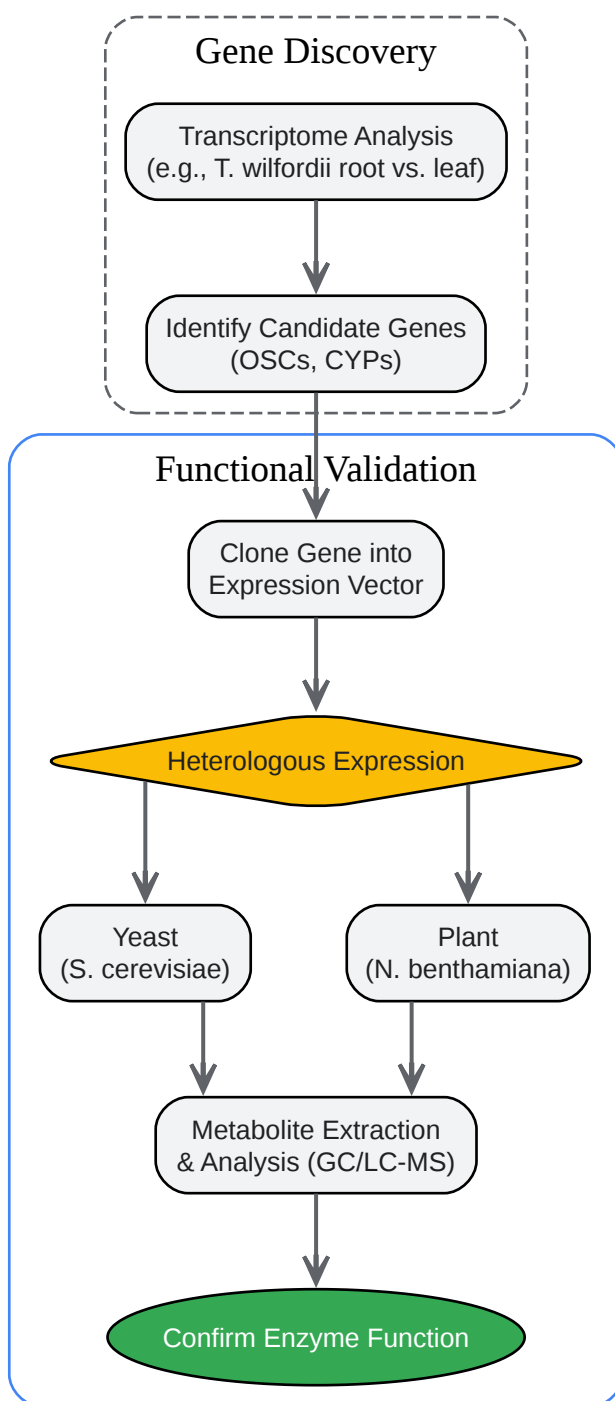 Gene Discovery
Transcriptome Analysis
(e.g., T. wilfordii root vs. leaf)
Identify Candidate Genes
(OSCs, CYPs)
Functional Validation
Clone Gene into
Expression Vector
Heterologous Expression
Yeast
(S. cerevisiae)
Plant
(N. benthamiana)
Metabolite Extraction
& Analysis (GC/LC-MS)
Confirm Enzyme Function